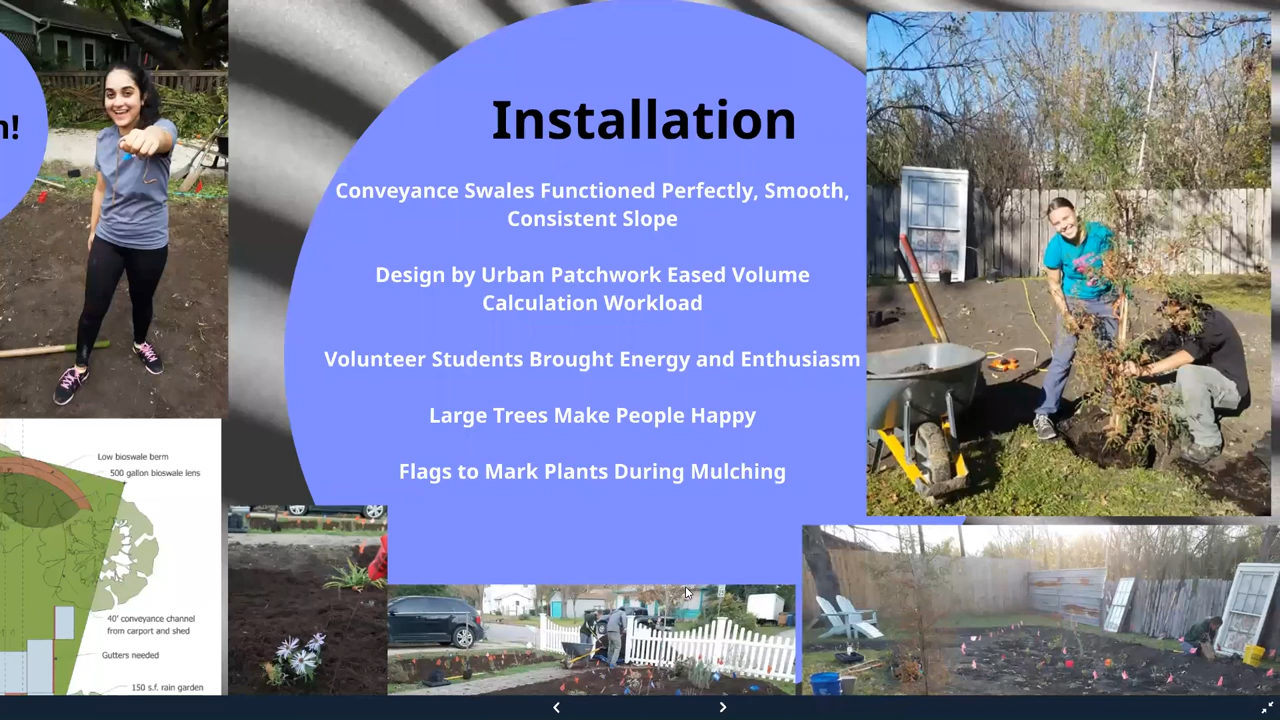 n!
Installation
Conveyance Swales Functioned Perfectly, Smooth,
Consistent Slope
Design by Urban Patchwork Eased Volume
Calculation Workload
Volunteer Students Brought Energy and Enthusiasm
Large Trees Make People Happy
Flags to Mark Plants During Mulching
Low bioswale berm
500 gallon bioswale lens
40' conveyance channel
from carport and shed
Gutters needed
150 s.f. rain garden